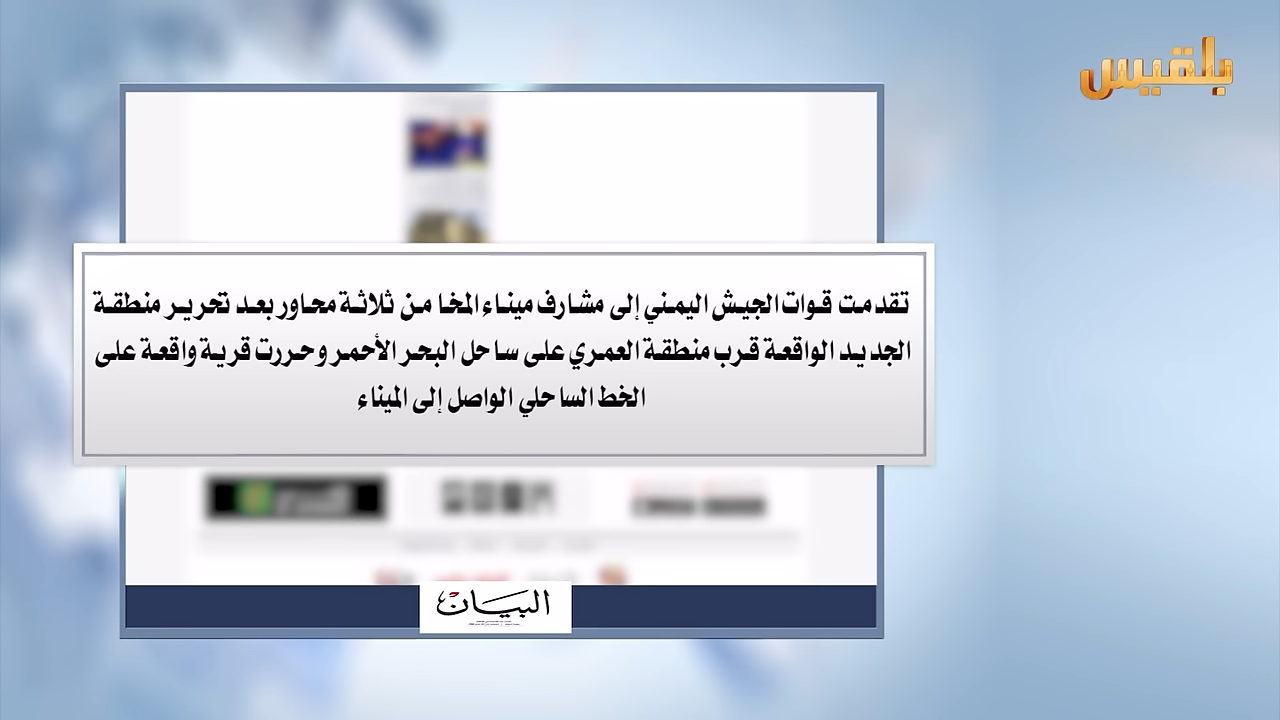 بلقيس
تقدمت قوات الجيش اليمني إلى مشارف ميناء المخا من ثلاثة محاور بعد تحرير منطقة
الجديد الواقعة قرب منطقة العمري على ساحل البحر الأحمر وحررت قرية واقعة على
الخط الساحلي الواصل إلى الميناء
البيان